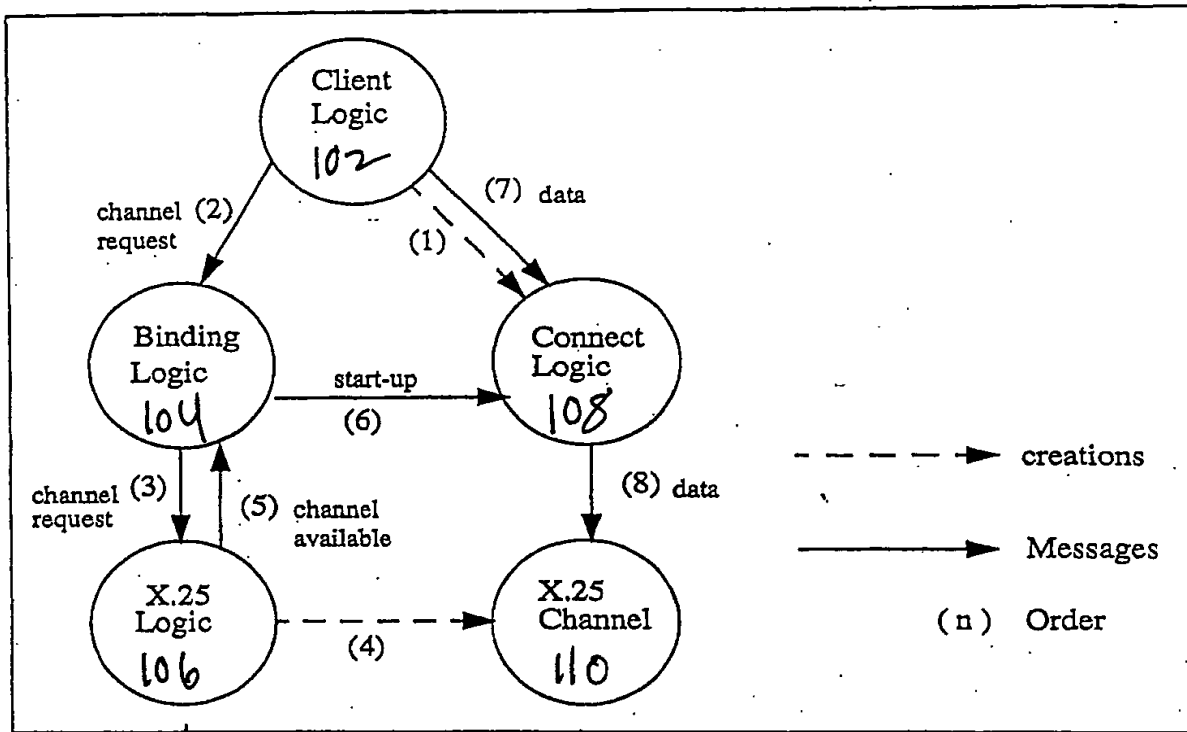 Client
Logic
102
channel (2)
request
(7) data
(1)
Binding
Logic
104
start-up
(6)
Connect
Logic
108
channel (3)
request
(5) channel
available
(8) data
X.25
Logic
106
(4)
X.25
Channel
110
creations
Messages
(n) Order